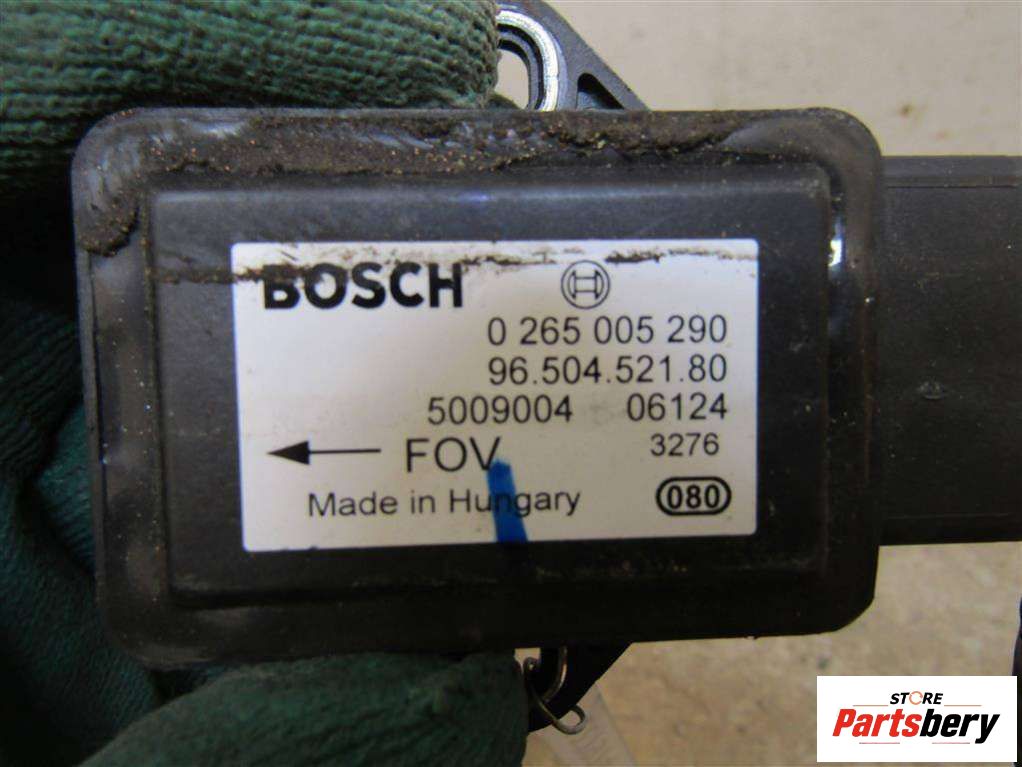 BOSCH
0 265 005 290
96.504.521.80
5009004 06124
FOV 3276
Made in Hungary 080
STORE
Partsbery